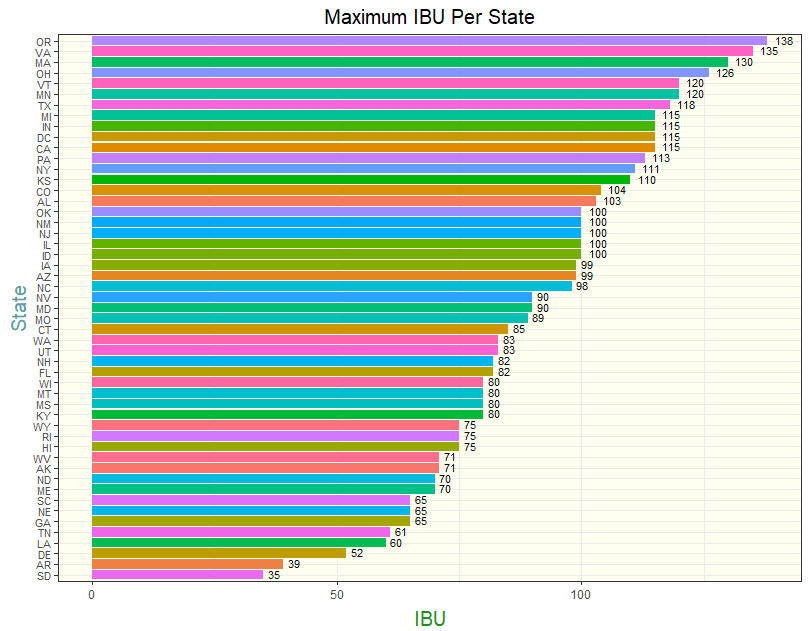 Maximum IBU Per State
State
OR 138
VA 135
MA 130
OH 126
VT 120
MN 120
TX 118
MI 115
IN 115
DC 115
CA 115
PA 113
NY 111
KS 110
CO 104
AL 103
OK 100
NM 100
NJ 100
IL 100
ID 100
IA 99
AZ 99
NC 98
NV 90
MD 90
MO 89
CT 85
WA 83
UT 83
NH 82
FL 82
WI 80
MT 80
MS 80
KY 80
WY 75
RI 75
HI 75
WV 71
AK 71
ND 70
ME 70
SC 65
NE 65
GA 65
TN 61
LA 60
DE 52
AR 39
SD 35
0 50 100
IBU